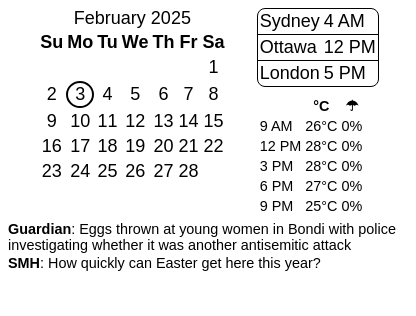 February 2025
Su Mo Tu We Th Fr Sa
1
2 3 4 5 6 7 8
9 10 11 12 13 14 15
16 17 18 19 20 21 22
23 24 25 26 27 28
Sydney 4 AM
Ottawa 12 PM
London 5 PM
°C ☂
9 AM 26°C 0%
12 PM 28°C 0%
3 PM 28°C 0%
6 PM 27°C 0%
9 PM 25°C 0%
Guardian: Eggs thrown at young women in Bondi with police
investigating whether it was another antisemitic attack
SMH: How quickly can Easter get here this year?